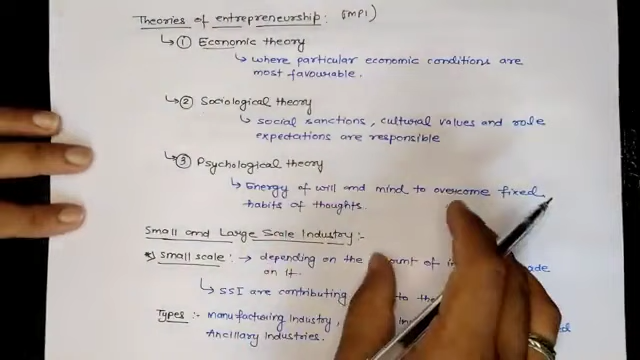 Theories of entrepreneurship: (IMP1)
↳ ① Economic theory
↳ where particular economic conditions are
most favourable.
↳ ② Sociological theory
↳ social sanctions, cultural values and role
expectations are responsible
↳ ③ Psychological theory
↳ Energy of will and mind to overcome fixed
habits of thoughts.
Small and Large Scale Industry:-
small scale:- → depending on the
on it.
↳ SSI are contributing to the
Types:- Manufacturing Industry,
Ancillary Industries.